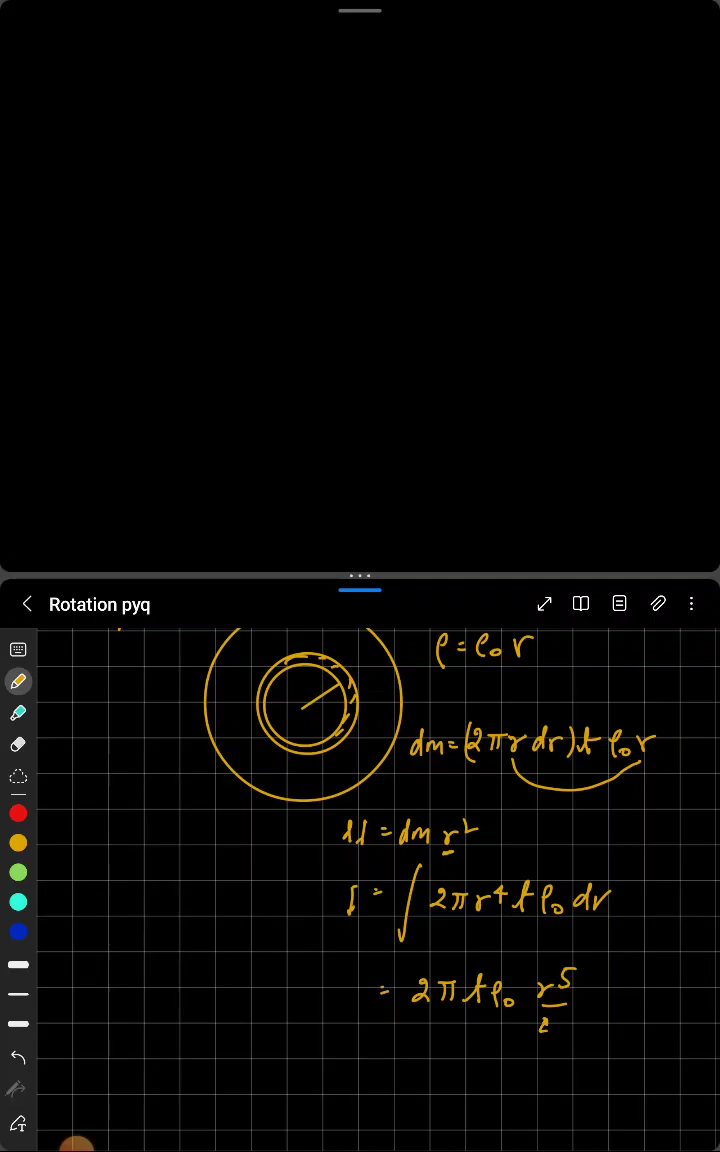 Rotation pyq
ρ = ρ₀ r
dm = (2πr dr) t ρ₀ r
dI = dm r²
I = ∫ 2πr⁴ t ρ₀ dr
= 2π t ρ₀ r⁵/